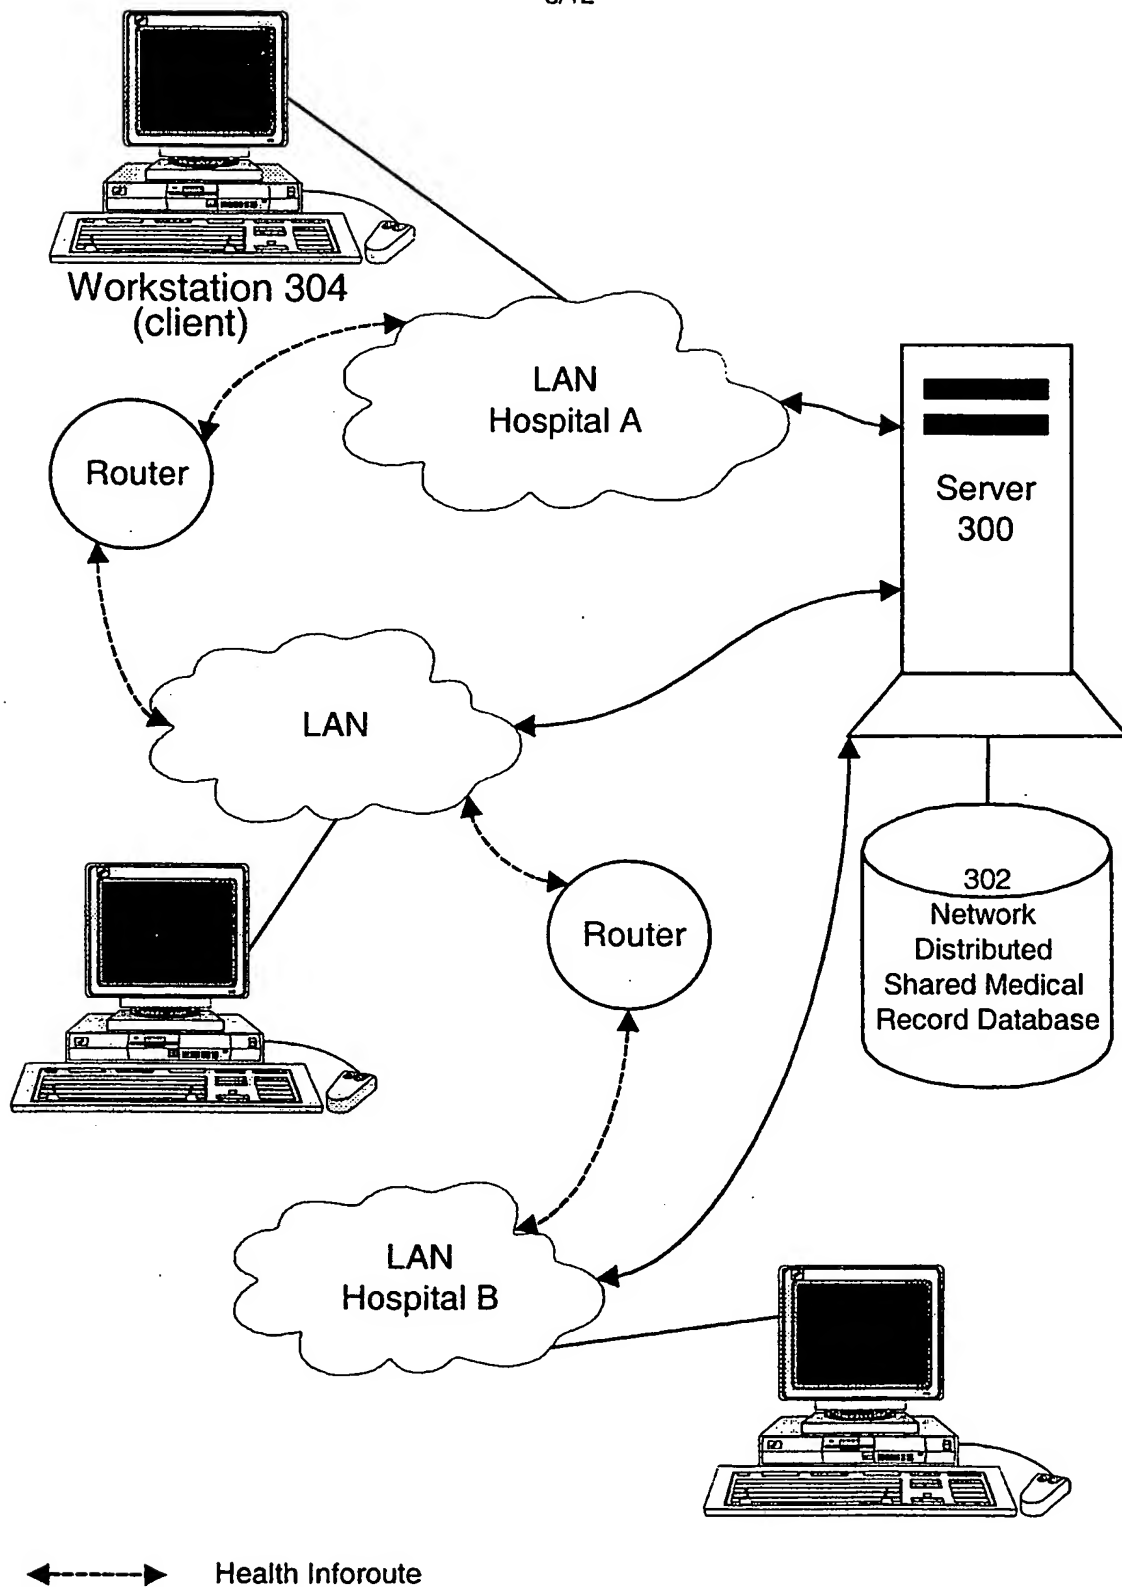 Workstation 304
(client)
LAN
Hospital A
Router
Server
300
LAN
302
Network
Distributed
Shared Medical
Record Database
Router
LAN
Hospital B
Health Inforoute